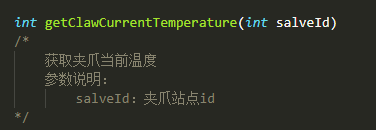 int getClawCurrentTemperature(int salveId)
/*
获取夹爪当前温度
参数说明：
salveId：夹爪站点id
*/